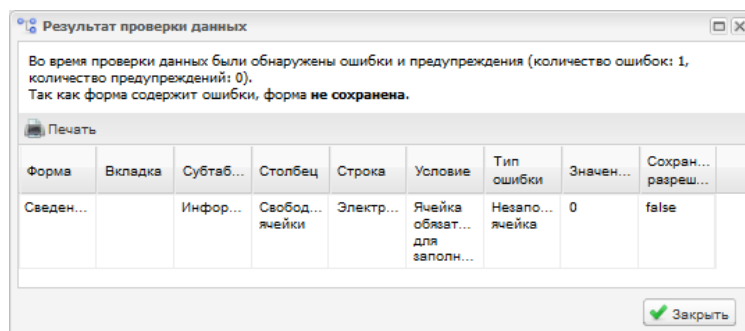 Результат проверки данных
Во время проверки данных были обнаружены ошибки и предупреждения (количество ошибок: 1,
количество предупреждений: 0).
Так как форма содержит ошибки, форма не сохранена.
Печать
Форма Вкладка Субтаб... Столбец Строка Условие Тип ошибки Значен... Сохран... разреш...
Сведен... Инфор... Свобод... ячейки Электр... Ячейка обязат... для заполн... Незапо... ячейка 0 false
Закрыть